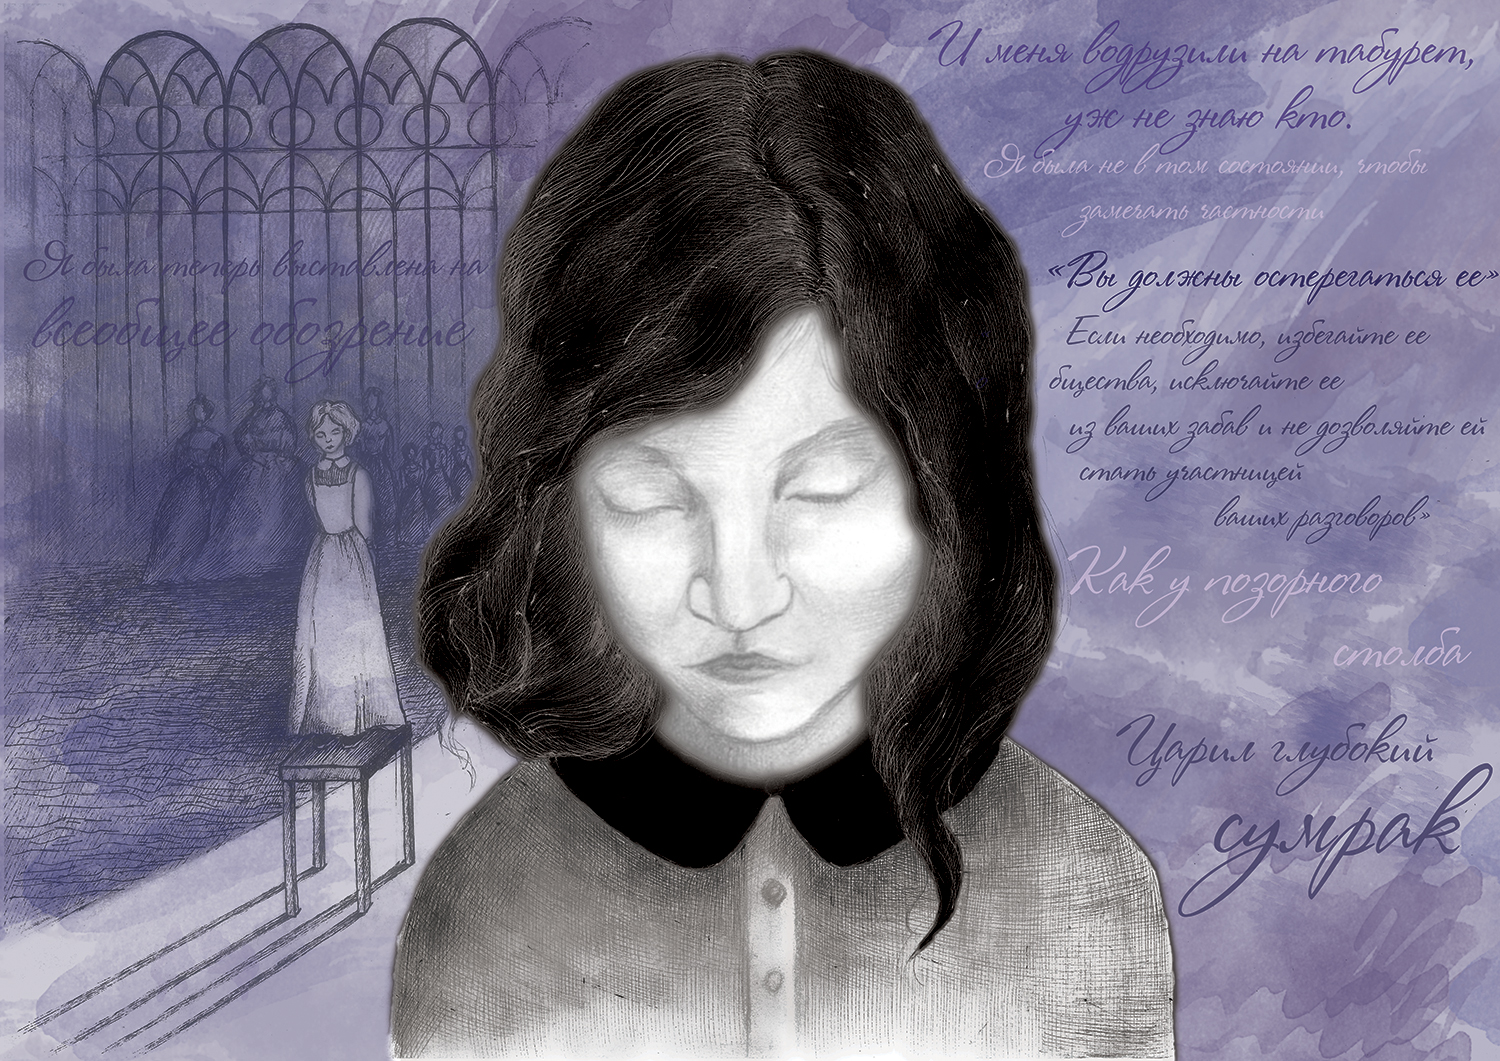 И меня водрузили на табурет,
уж не знаю кто.
Я была не в том состоянии, чтобы
замечать частности
Я была теперь выставлена на
всеобщее обозрение
«Вы должны остерегаться ее»
Если необходимо, избегайте ее
бщества, исключайте ее
из ваших забав и не дозволяйте ей
стать участницей
ваших разговоров»
Как у позорного
столба
Царил глубокий
сумрак